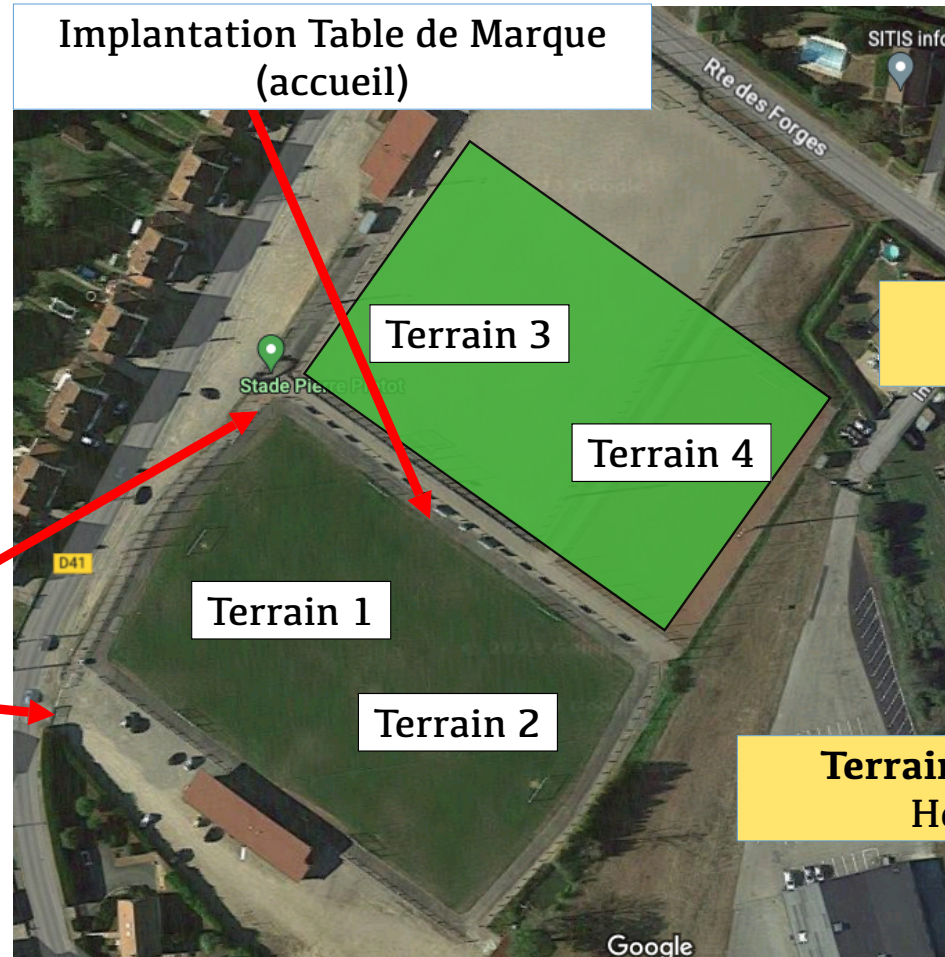 Implantation Table de Marque
(accueil)
SITIS info
Rte des Forges
Terrain 3
Stade Pierre
Terrain 4
D41
Terrain 1
Terrain 2
Terrain
He
Google